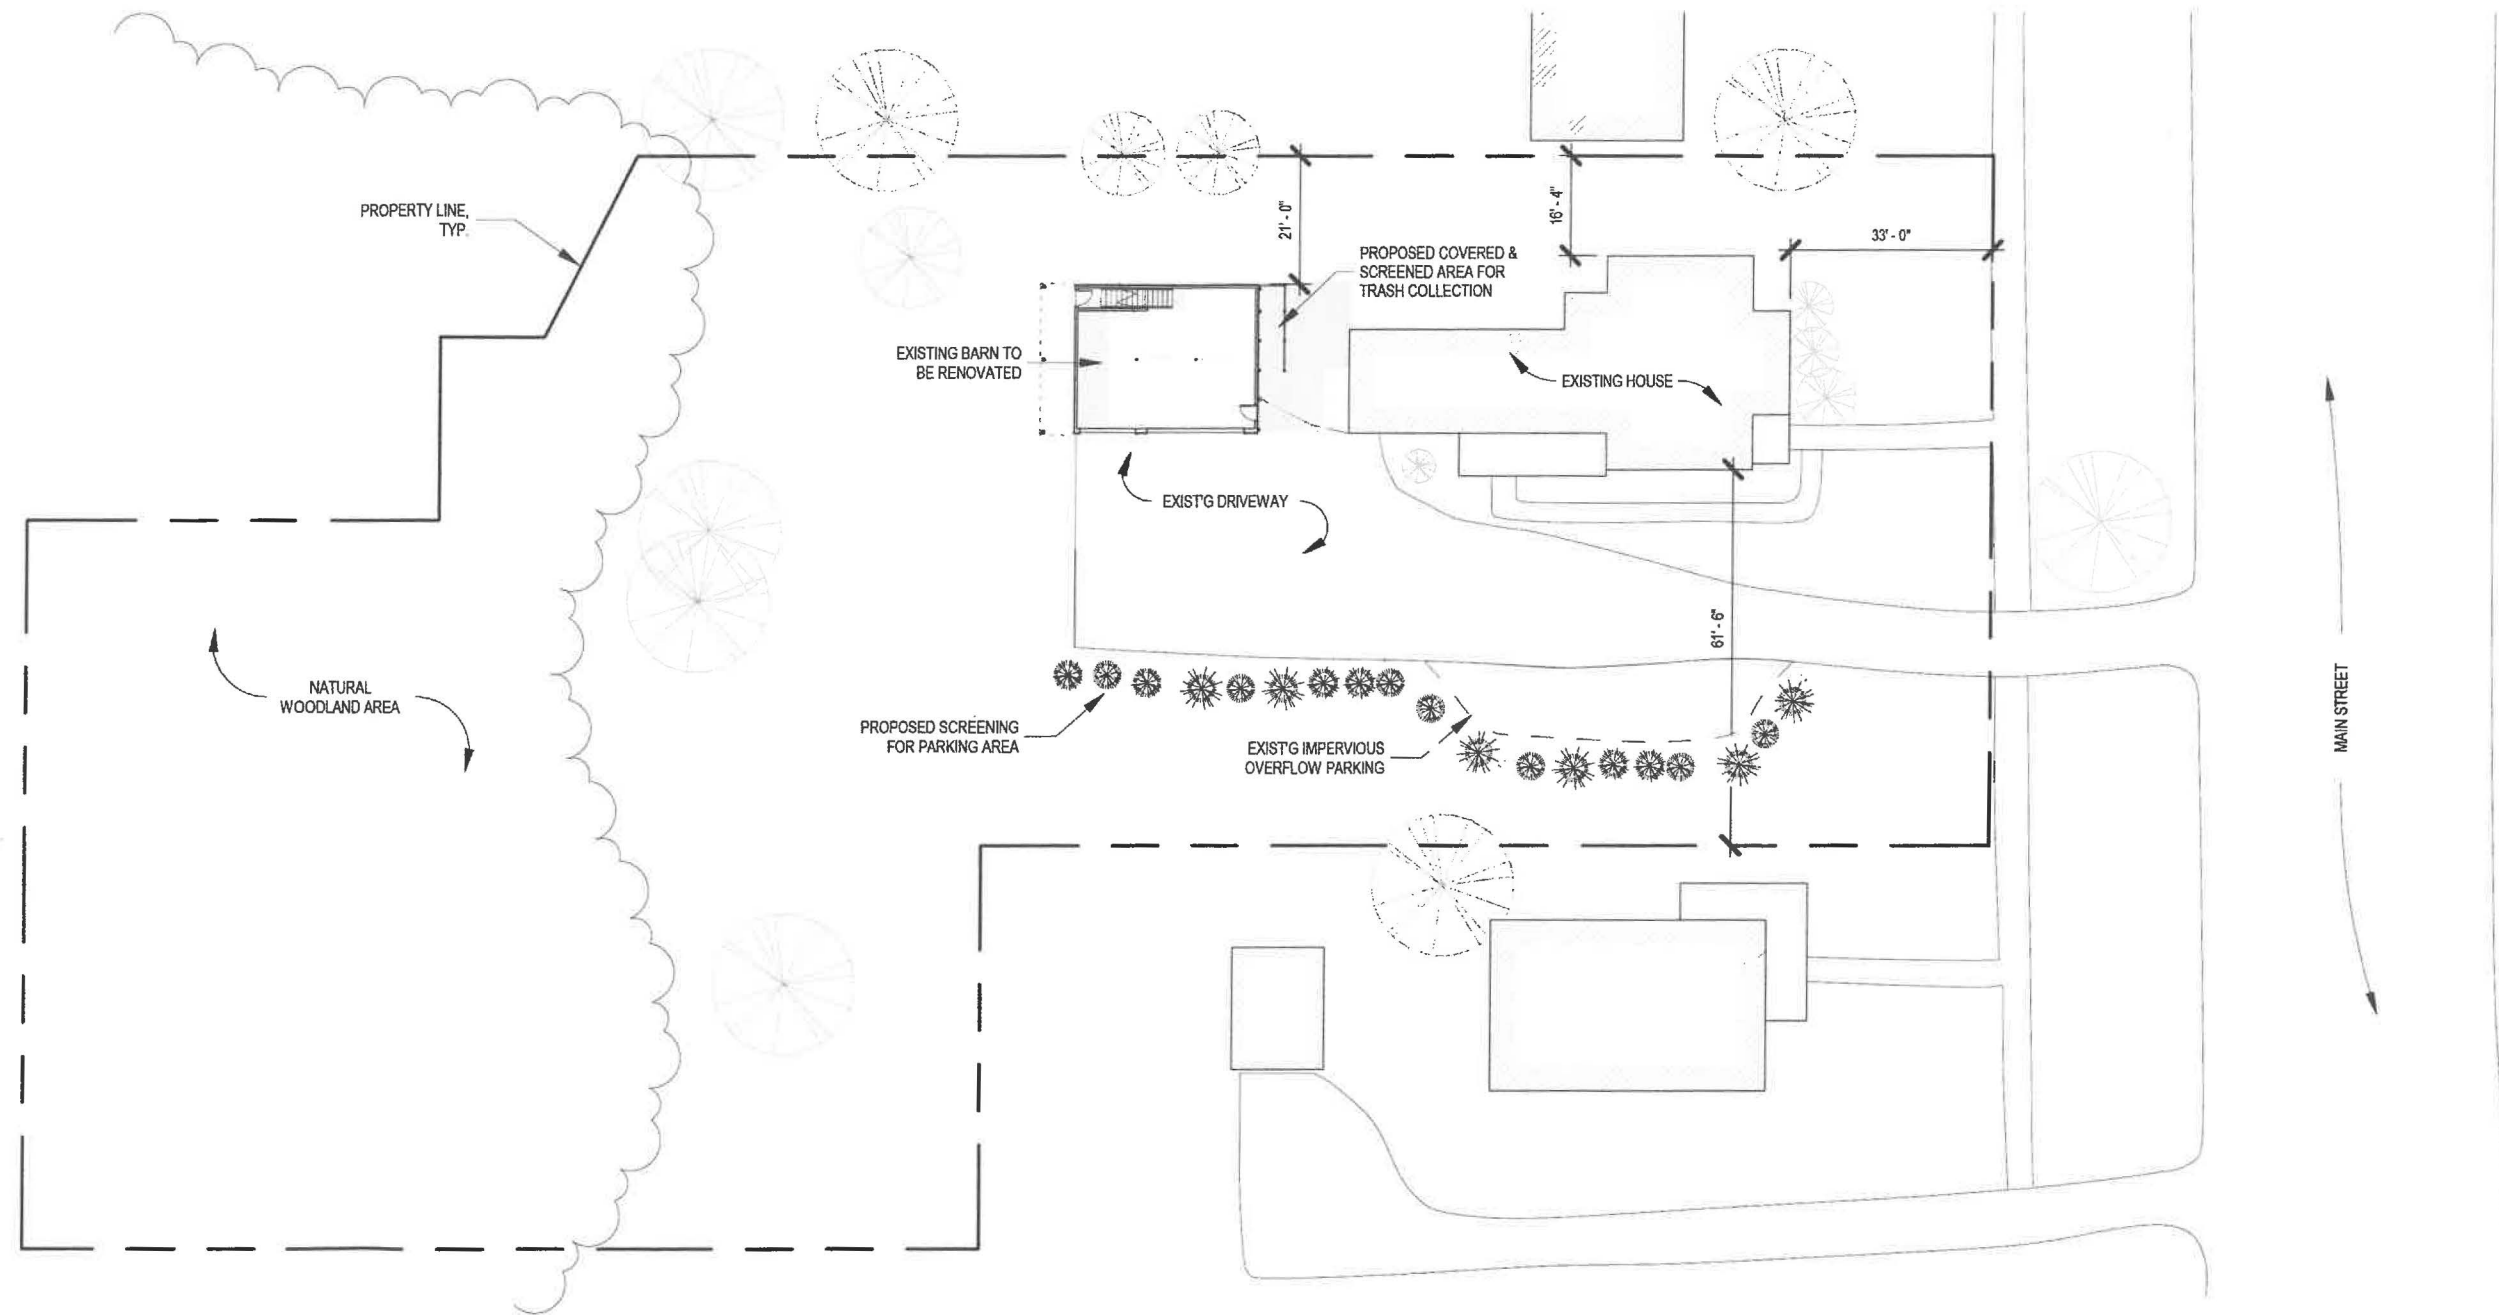 PROPERTY LINE,
TYP.
21'- 0"
16'- 4"
33'- 0"
PROPOSED COVERED &
SCREENED AREA FOR
TRASH COLLECTION
EXISTING BARN TO
BE RENOVATED
EXISTING HOUSE
EXIST'G DRIVEWAY
61'- 6"
NATURAL
WOODLAND AREA
PROPOSED SCREENING
FOR PARKING AREA
EXIST'G IMPERVIOUS
OVERFLOW PARKING
MAIN STREET